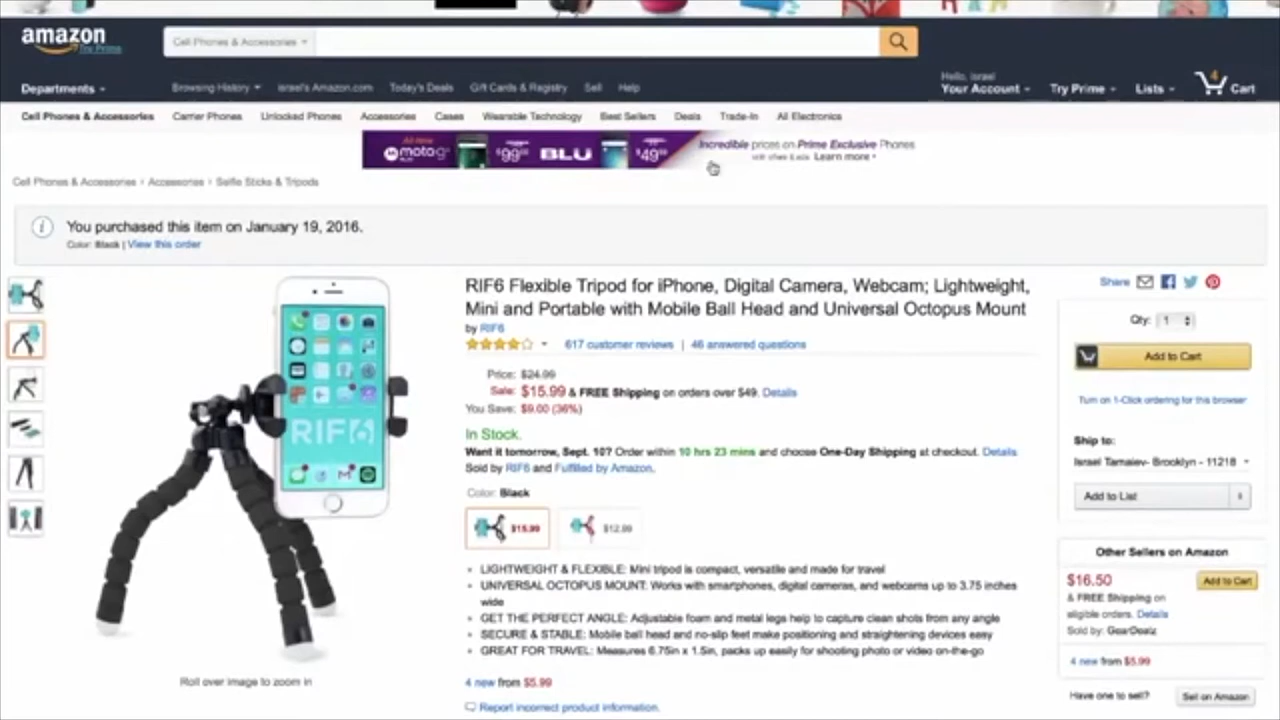 amazon
Try Prime
Cell Phones & Accessories
Departments
Browsing History
Israel's Amazon.com
Today's Deals
Gift Cards & Registry
Sell
Help
Hello, Israel
Your Account
Try Prime
Lists
4
Cart
Cell Phones & Accessories
Carrier Phones
Unlocked Phones
Accessories
Cases
Wearable Technology
Best Sellers
Deals
Trade-In
All Electronics
All-new
moto g
$99
BLU
$49
Incredible prices on Prime Exclusive Phones
Learn more
Cell Phones & Accessories › Accessories › Selfie Sticks & Tripods
You purchased this item on January 19, 2016.
Color: Black | View this order
RIF6 Flexible Tripod for iPhone, Digital Camera, Webcam; Lightweight,
Mini and Portable with Mobile Ball Head and Universal Octopus Mount
by RIF6
617 customer reviews | 46 answered questions
Price: $24.99
Sale: $15.99 & FREE Shipping on orders over $49. Details
You Save: $9.00 (36%)
In Stock.
Want it tomorrow, Sept. 10? Order within 10 hrs 23 mins and choose One-Day Shipping at checkout. Details
Sold by RIF6 and Fulfilled by Amazon.
Color: Black
$15.99
$12.99
LIGHTWEIGHT & FLEXIBLE: Mini tripod is compact, versatile and made for travel
UNIVERSAL OCTOPUS MOUNT: Works with smartphones, digital cameras, and webcams up to 3.75 inches
wide
GET THE PERFECT ANGLE: Adjustable foam and metal legs help to capture clean shots from any angle
SECURE & STABLE: Mobile ball head and no-slip feet make positioning and straightening devices easy
GREAT FOR TRAVEL: Measures 6.75in x 1.5in, packs up easily for shooting photo or video on-the-go
4 new from $5.99
Report incorrect product information.
RIF6
Roll over image to zoom in
Share
Qty: 1
Add to Cart
Turn on 1-Click ordering for this browser
Ship to:
Israel Tamaiev- Brooklyn - 11218
Add to List
Other Sellers on Amazon
$16.50
Add to Cart
& FREE Shipping on
eligible orders. Details
Sold by: GearDealz
4 new from $5.99
Have one to sell?
Sell on Amazon